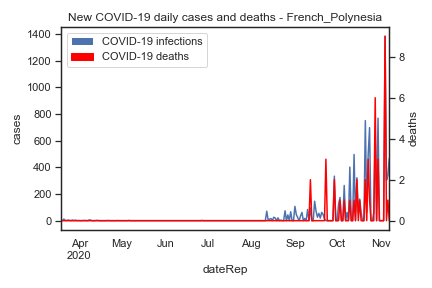 New COVID-19 daily cases and deaths - French_Polynesia
COVID-19 infections
COVID-19 deaths
1400
1200
1000
800
600
400
200
0
cases
8
6
4
2
0
deaths
Apr May Jun Jul Aug Sep Oct Nov
2020
dateRep